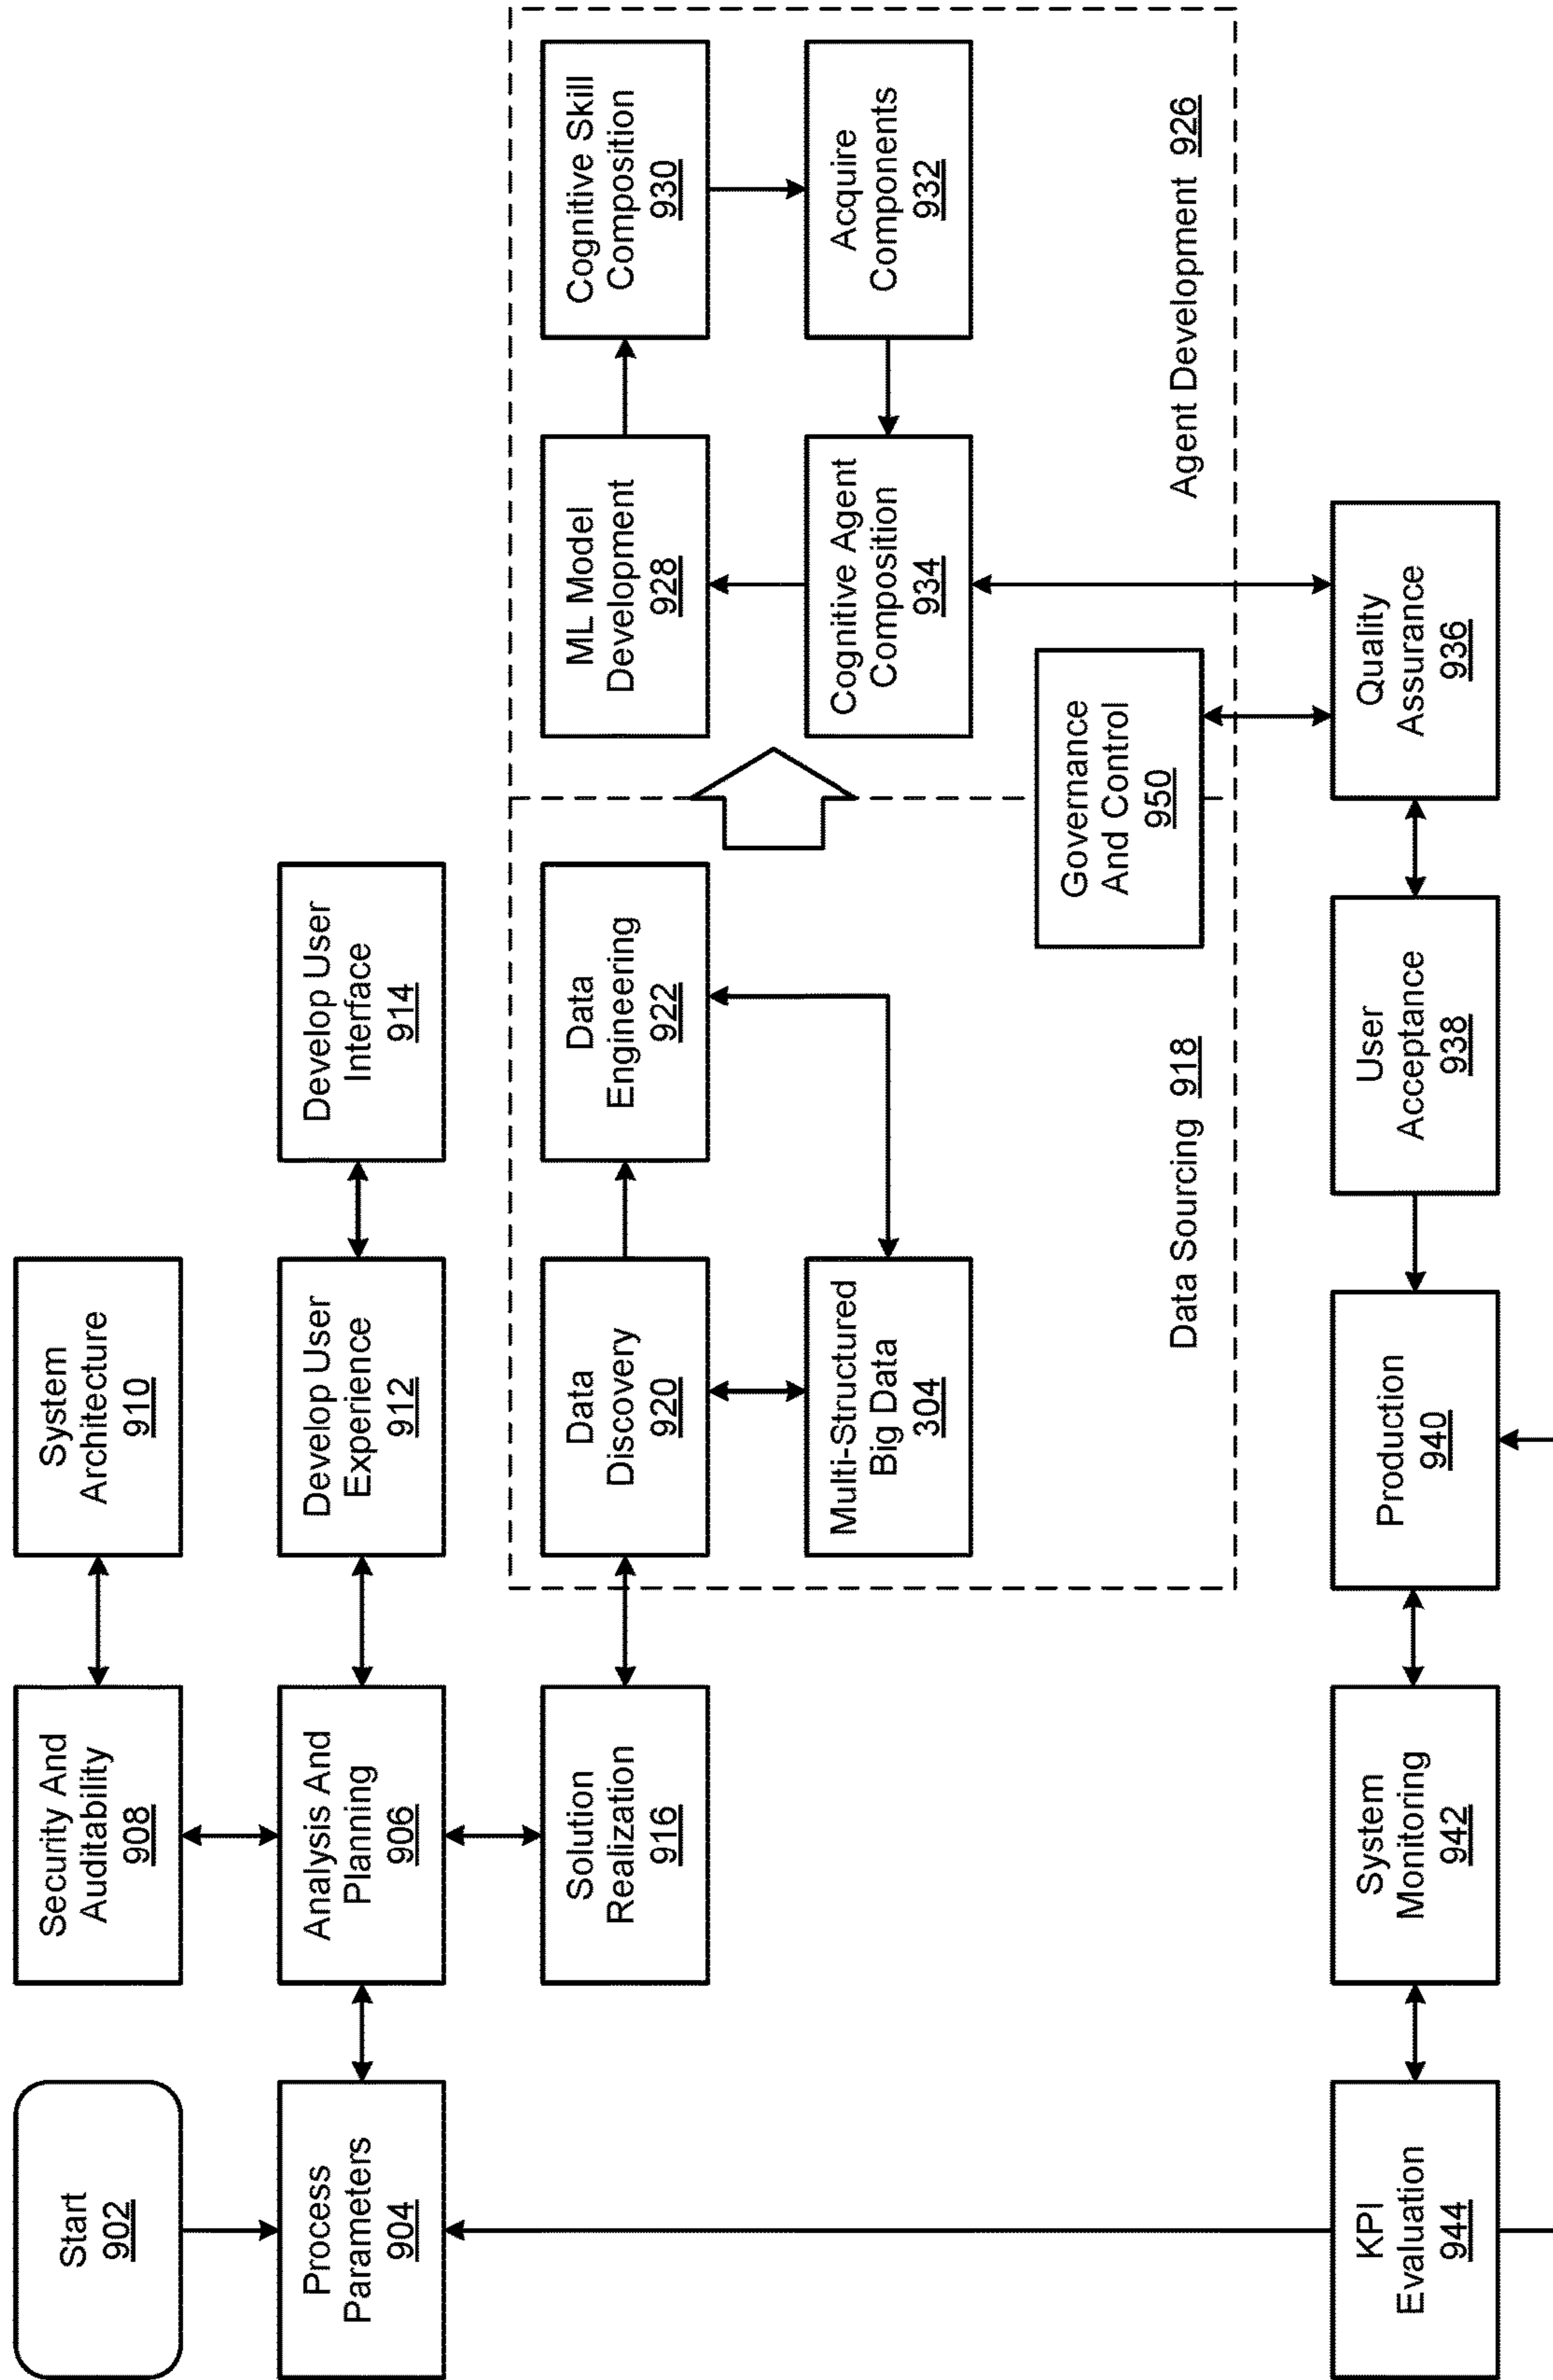 Start
902
Process
Parameters
904
Security And
Auditability
908
System
Architecture
910
Analysis And
Planning
906
Develop User
Experience
912
Develop User
Interface
914
Solution
Realization
916
Data
Discovery
920
Data
Engineering
922
Multi-Structured
Big Data
304
Data Sourcing 918
ML Model
Development
928
Cognitive Skill
Composition
930
Cognitive Agent
Composition
934
Acquire
Components
932
Governance
And Control
950
Agent Development 926
KPI
Evaluation
944
System
Monitoring
942
Production
940
User
Acceptance
938
Quality
Assurance
936